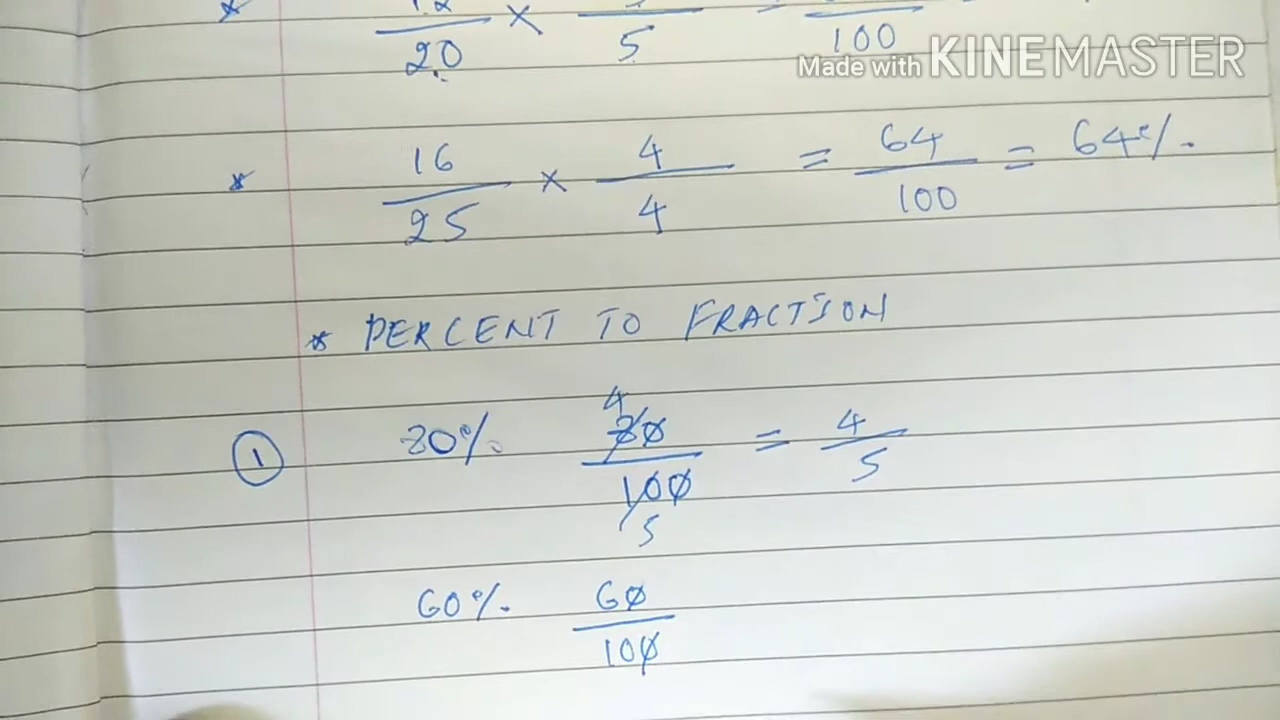 * 12/20 × 5 = 100
Made with KINEMASTER
* 16/25 × 4/4 = 64/100 = 64%.
* PERCENT TO FRACTION
① 80% 4 80/100 5 = 4/5
60% 60/100